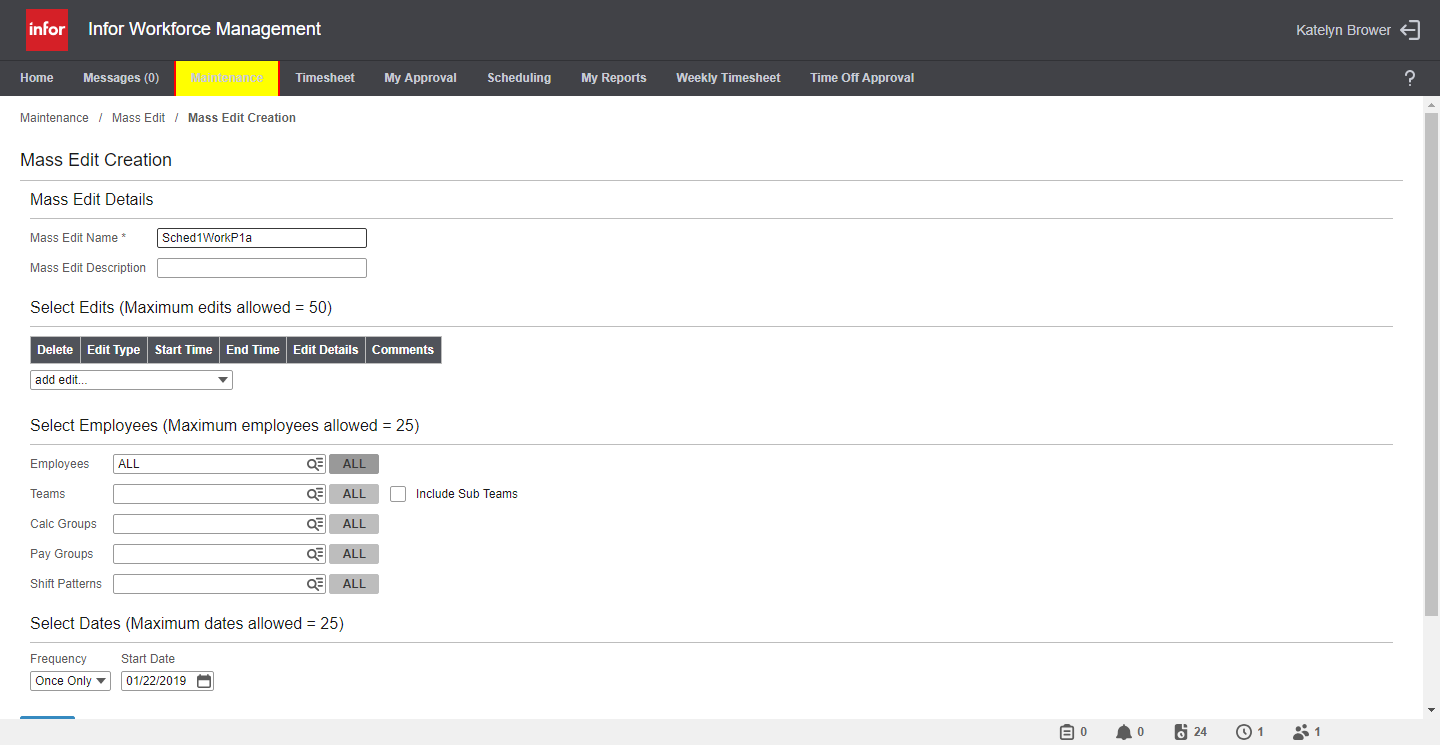 infor Infor Workforce Management Katelyn Brower
Home Messages (0) Maintenance Timesheet My Approval Scheduling My Reports Weekly Timesheet Time Off Approval ?
Maintenance / Mass Edit / Mass Edit Creation
Mass Edit Creation
Mass Edit Details
Mass Edit Name * Sched1WorkP1a
Mass Edit Description
Select Edits (Maximum edits allowed = 50)
Delete Edit Type Start Time End Time Edit Details Comments
add edit...
Select Employees (Maximum employees allowed = 25)
Employees ALL ALL
Teams ALL Include Sub Teams
Calc Groups ALL
Pay Groups ALL
Shift Patterns ALL
Select Dates (Maximum dates allowed = 25)
Frequency Start Date
Once Only 01/22/2019
0 0 24 1 1